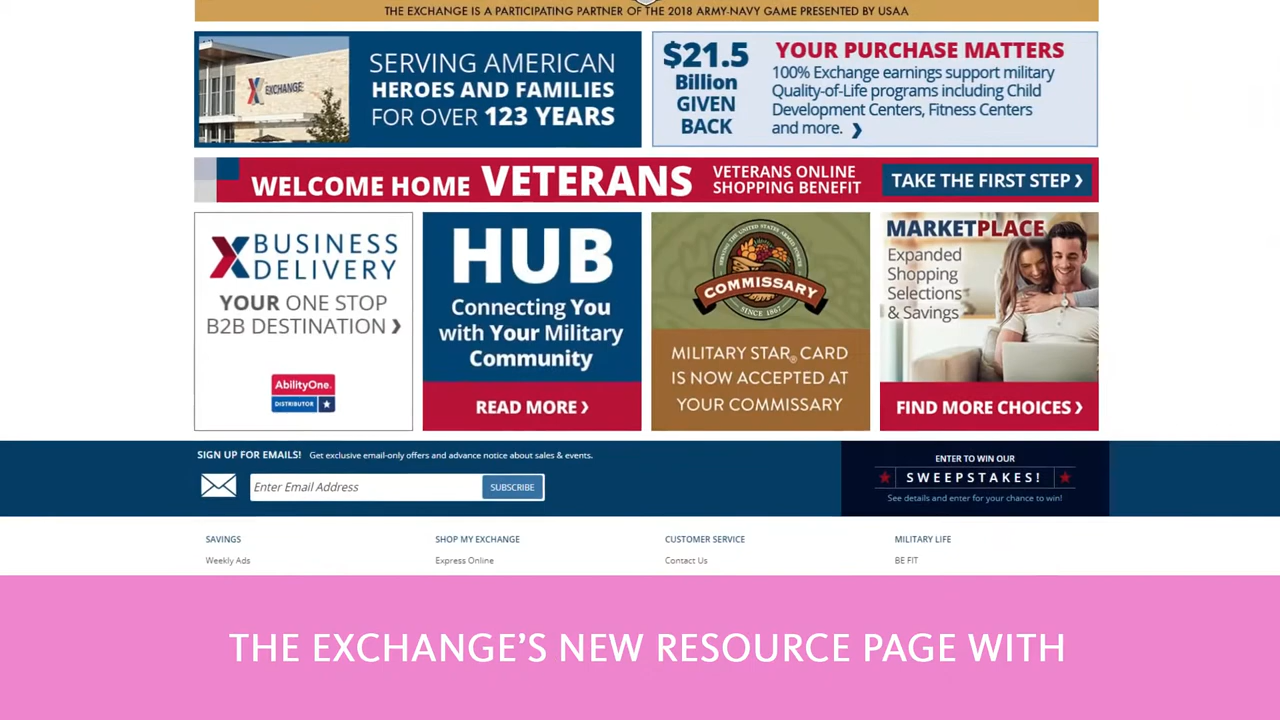 THE EXCHANGE IS A PARTICIPATING PARTNER OF THE 2018 ARMY-NAVY GAME PRESENTED BY USAA
X EXCHANGE
SERVING AMERICAN
HEROES AND FAMILIES
FOR OVER 123 YEARS
$21.5
Billion
GIVEN
BACK
YOUR PURCHASE MATTERS
100% Exchange earnings support military
Quality-of-Life programs including Child
Development Centers, Fitness Centers
and more. ❯
WELCOME HOME VETERANS
VETERANS ONLINE
SHOPPING BENEFIT
TAKE THE FIRST STEP ❯
X BUSINESS
DELIVERY
YOUR ONE STOP
B2B DESTINATION ❯
AbilityOne.
DISTRIBUTOR
HUB
Connecting You
with Your Military
Community
READ MORE ❯
SERVING THE UNITED STATES ARMED FORCES
COMMISSARY
SINCE 1867
MILITARY STAR® CARD
IS NOW ACCEPTED AT
YOUR COMMISSARY
MARKETPLACE
Expanded
Shopping
Selections
& Savings
FIND MORE CHOICES ❯
SIGN UP FOR EMAILS! Get exclusive email-only offers and advance notice about sales & events.
Enter Email Address
SUBSCRIBE
ENTER TO WIN OUR
SWEEPSTAKES!
See details and enter for your chance to win!
SAVINGS
SHOP MY EXCHANGE
CUSTOMER SERVICE
MILITARY LIFE
Weekly Ads
Express Online
Contact Us
BE FIT
THE EXCHANGE'S NEW RESOURCE PAGE WITH